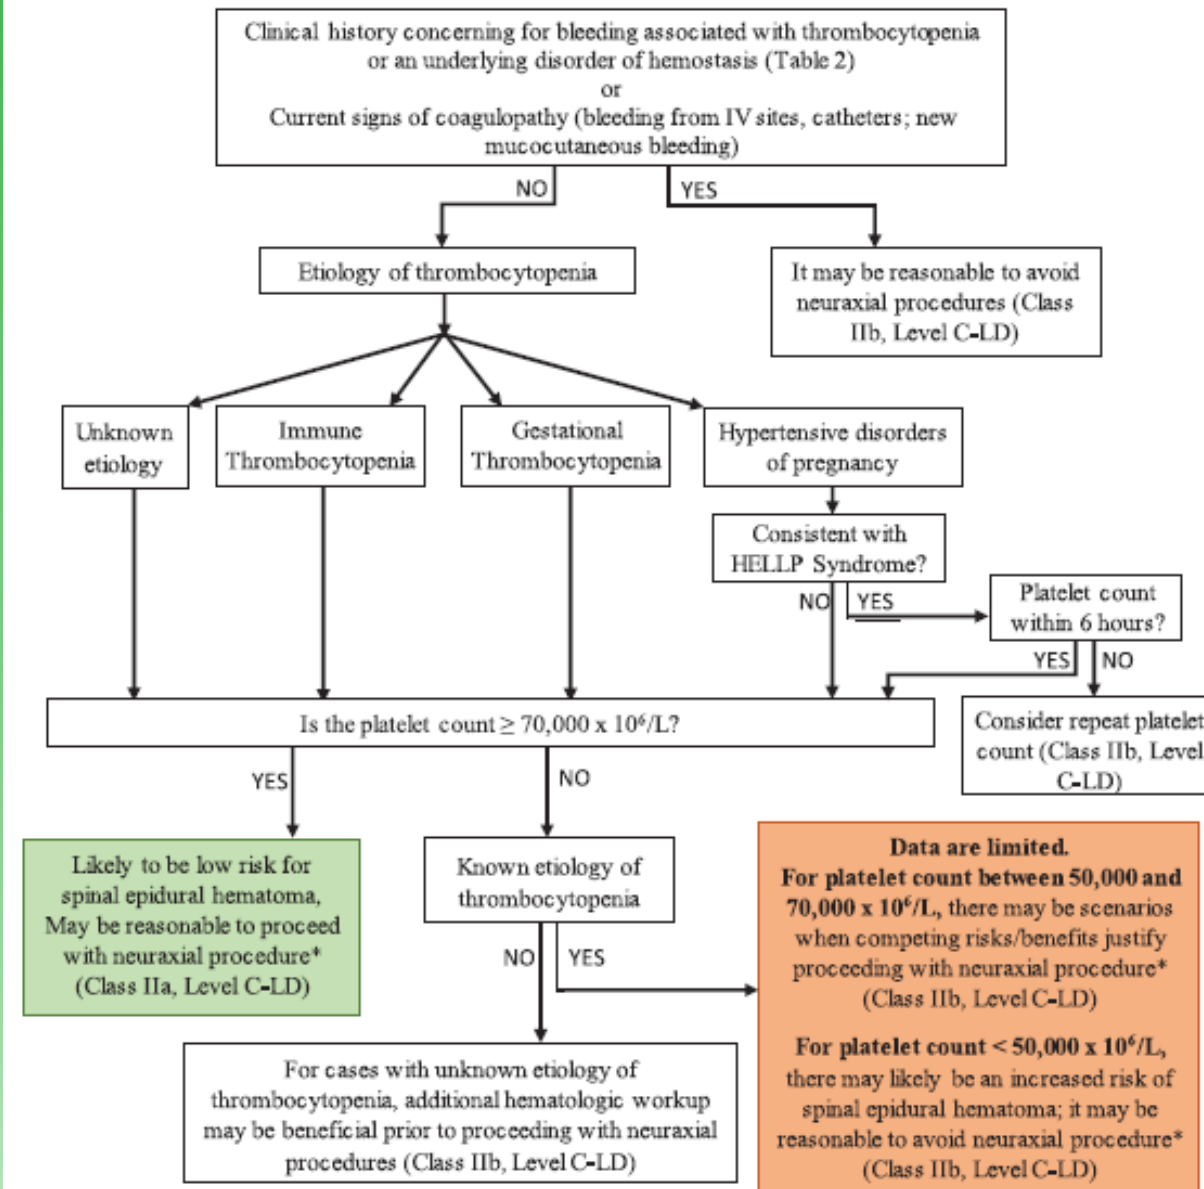 Clinical history concerning for bleeding associated with thrombocytopenia
or an underlying disorder of hemostasis (Table 2)
or
Current signs of coagulopathy (bleeding from IV sites, catheters; new
mucocutaneous bleeding)
NO
YES
Etiology of thrombocytopenia
It may be reasonable to avoid
neuraxial procedures (Class
IIb, Level C-LD)
Unknown
etiology
Immune
Thrombocytopenia
Gestational
Thrombocytopenia
Hypertensive disorders
of pregnancy
Consistent with
HELLP Syndrome?
NO
YES
Platelet count
within 6 hours?
YES
NO
Consider repeat platelet
count (Class IIb, Level
C-LD)
Is the platelet count ≥ 70,000 x 10⁶/L?
YES
NO
Likely to be low risk for
spinal epidural hematoma,
May be reasonable to proceed
with neuraxial procedure*
(Class IIa, Level C-LD)
Known etiology of
thrombocytopenia
NO
YES
Data are limited.
For platelet count between 50,000 and
70,000 x 10⁶/L, there may be scenarios
when competing risks/benefits justify
proceeding with neuraxial procedure*
(Class IIb, Level C-LD)
For platelet count < 50,000 x 10⁶/L,
there may likely be an increased risk of
spinal epidural hematoma; it may be
reasonable to avoid neuraxial procedure*
(Class IIb, Level C-LD)
For cases with unknown etiology of
thrombocytopenia, additional hematologic workup
may be beneficial prior to proceeding with neuraxial
procedures (Class IIb, Level C-LD)